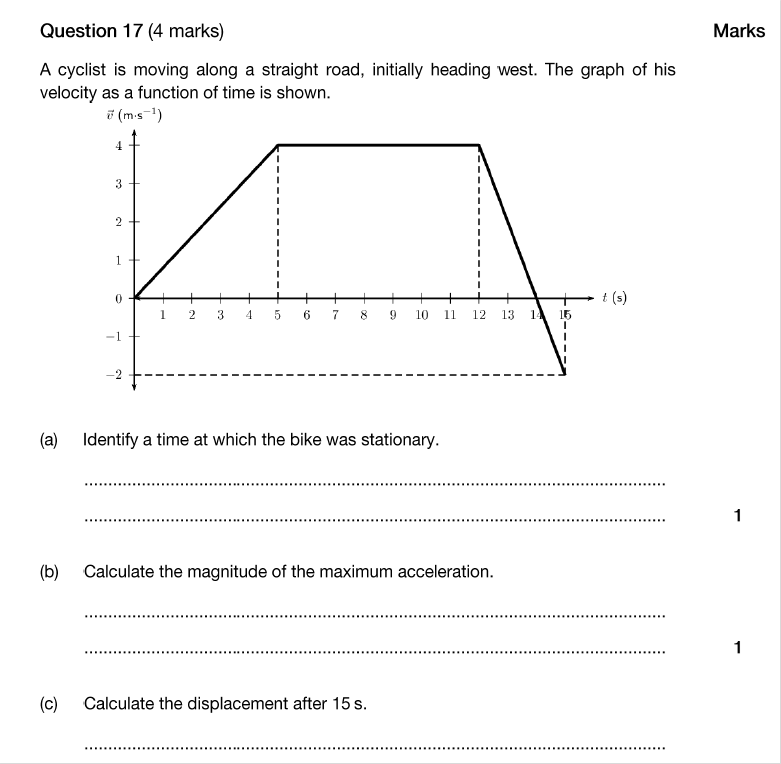 Question 17 (4 marks) Marks
A cyclist is moving along a straight road, initially heading west. The graph of his
velocity as a function of time is shown.
v⃗ (m·s⁻¹)
4
3
2
1
0
−1
−2
1 2 3 4 5 6 7 8 9 10 11 12 13 14 15
t (s)
(a) Identify a time at which the bike was stationary.
1
(b) Calculate the magnitude of the maximum acceleration.
1
(c) Calculate the displacement after 15 s.